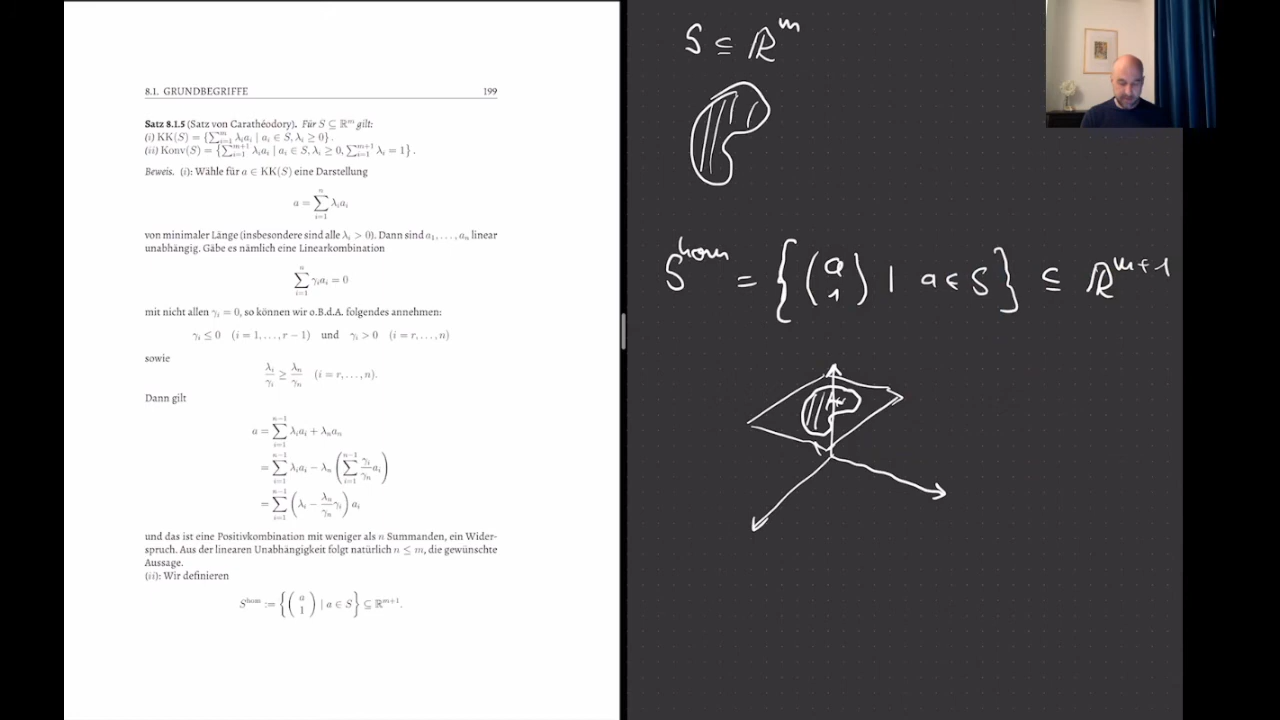 8.1. GRUNDBEGRIFFE 199
Satz 8.1.5 (Satz von Carathéodory). Für S ⊆ ℝ^m gilt:
(i) KK(S) = {∑_{i=1}^{m} λ_i a_i | a_i ∈ S, λ_i ≥ 0}.
(ii) Konv(S) = {∑_{i=1}^{m+1} λ_i a_i | a_i ∈ S, λ_i ≥ 0, ∑_{i=1}^{m+1} λ_i = 1}.
Beweis. (i): Wähle für a ∈ KK(S) eine Darstellung
a = ∑_{i=1}^{n} λ_i a_i
von minimaler Länge (insbesondere sind alle λ_i > 0). Dann sind a_1, …, a_n linear
unabhängig. Gäbe es nämlich eine Linearkombination
∑_{i=1}^{n} γ_i a_i = 0
mit nicht allen γ_i = 0, so können wir o.B.d.A. folgendes annehmen:
γ_i ≤ 0 (i = 1, …, r − 1) und γ_i > 0 (i = r, …, n)
sowie
λ_i/γ_i ≥ λ_n/γ_n (i = r, …, n).
Dann gilt
a = ∑_{i=1}^{n−1} λ_i a_i + λ_n a_n
= ∑_{i=1}^{n−1} λ_i a_i − λ_n (∑_{i=1}^{n−1} γ_i/γ_n a_i)
= ∑_{i=1}^{n−1} (λ_i − λ_n/γ_n γ_i) a_i
und das ist eine Positivkombination mit weniger als n Summanden, ein Wider-
spruch. Aus der linearen Unabhängigkeit folgt natürlich n ≤ m, die gewünschte
Aussage.
(ii): Wir definieren
S^hom := {(a 1) | a ∈ S} ⊆ ℝ^{m+1}.
S ⊆ ℝ^m
S^hom = {(a 1) | a ∈ S} ⊆ ℝ^{m+1}